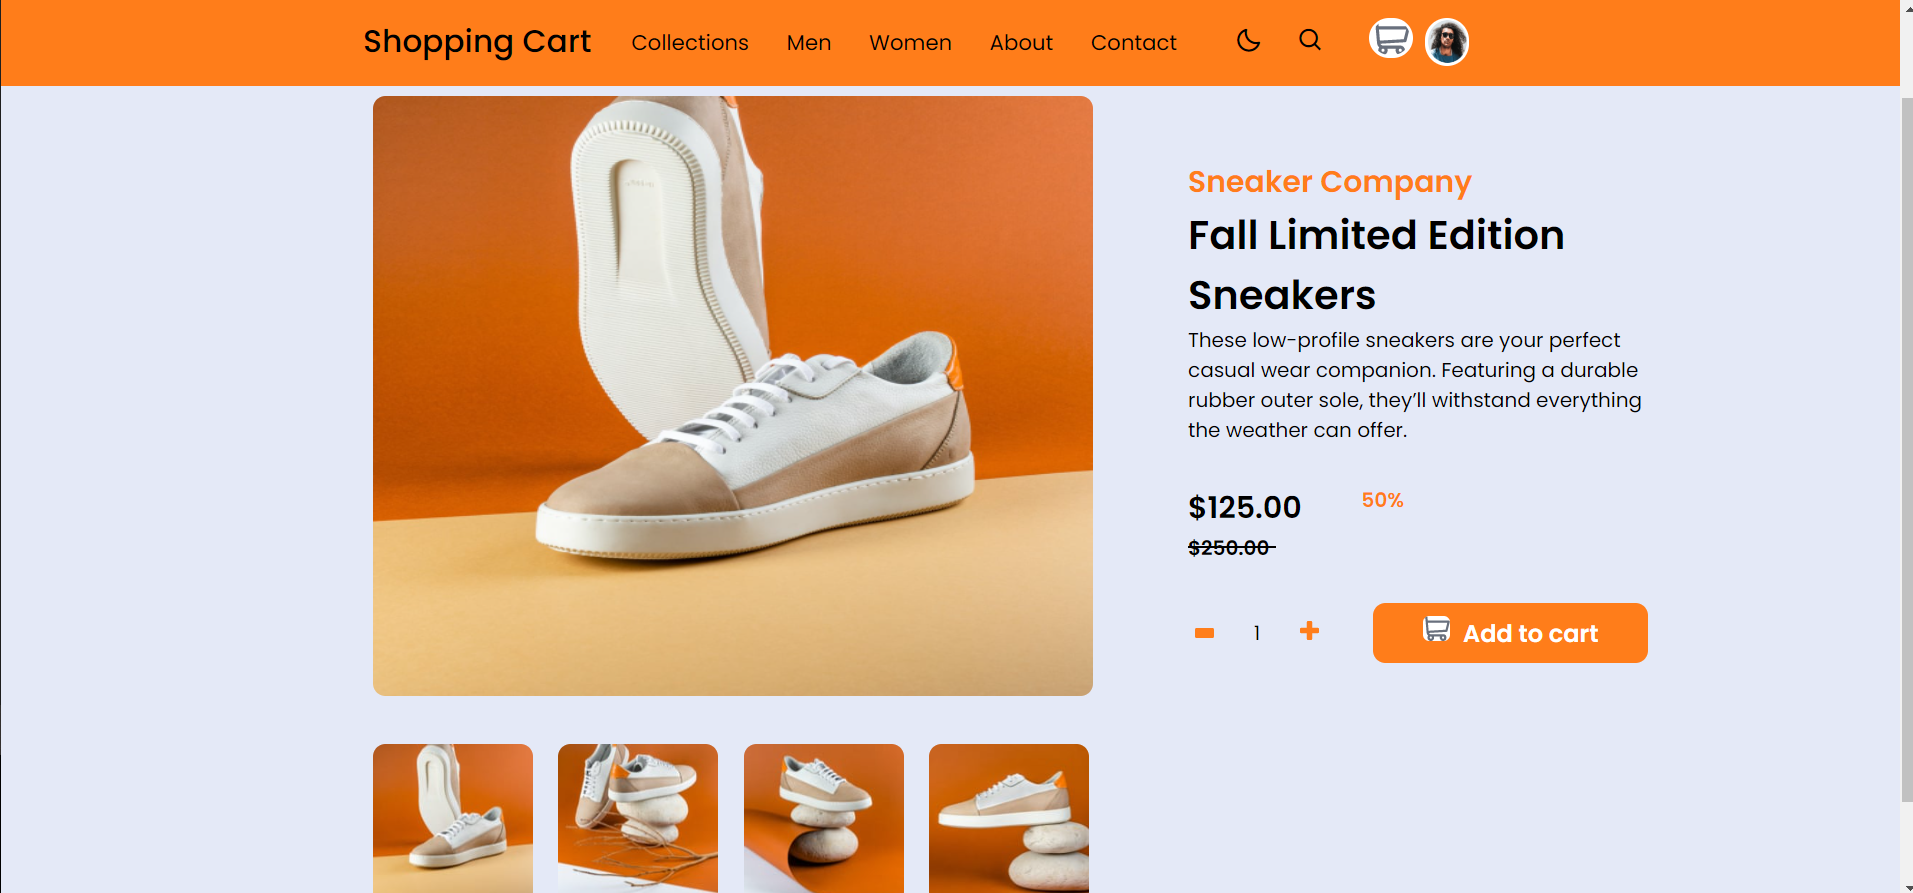 Shopping Cart
Collections
Men
Women
About
Contact
Sneaker Company
Fall Limited Edition
Sneakers
These low-profile sneakers are your perfect
casual wear companion. Featuring a durable
rubber outer sole, they’ll withstand everything
the weather can offer.
$125.00
50%
$250.00
1
Add to cart